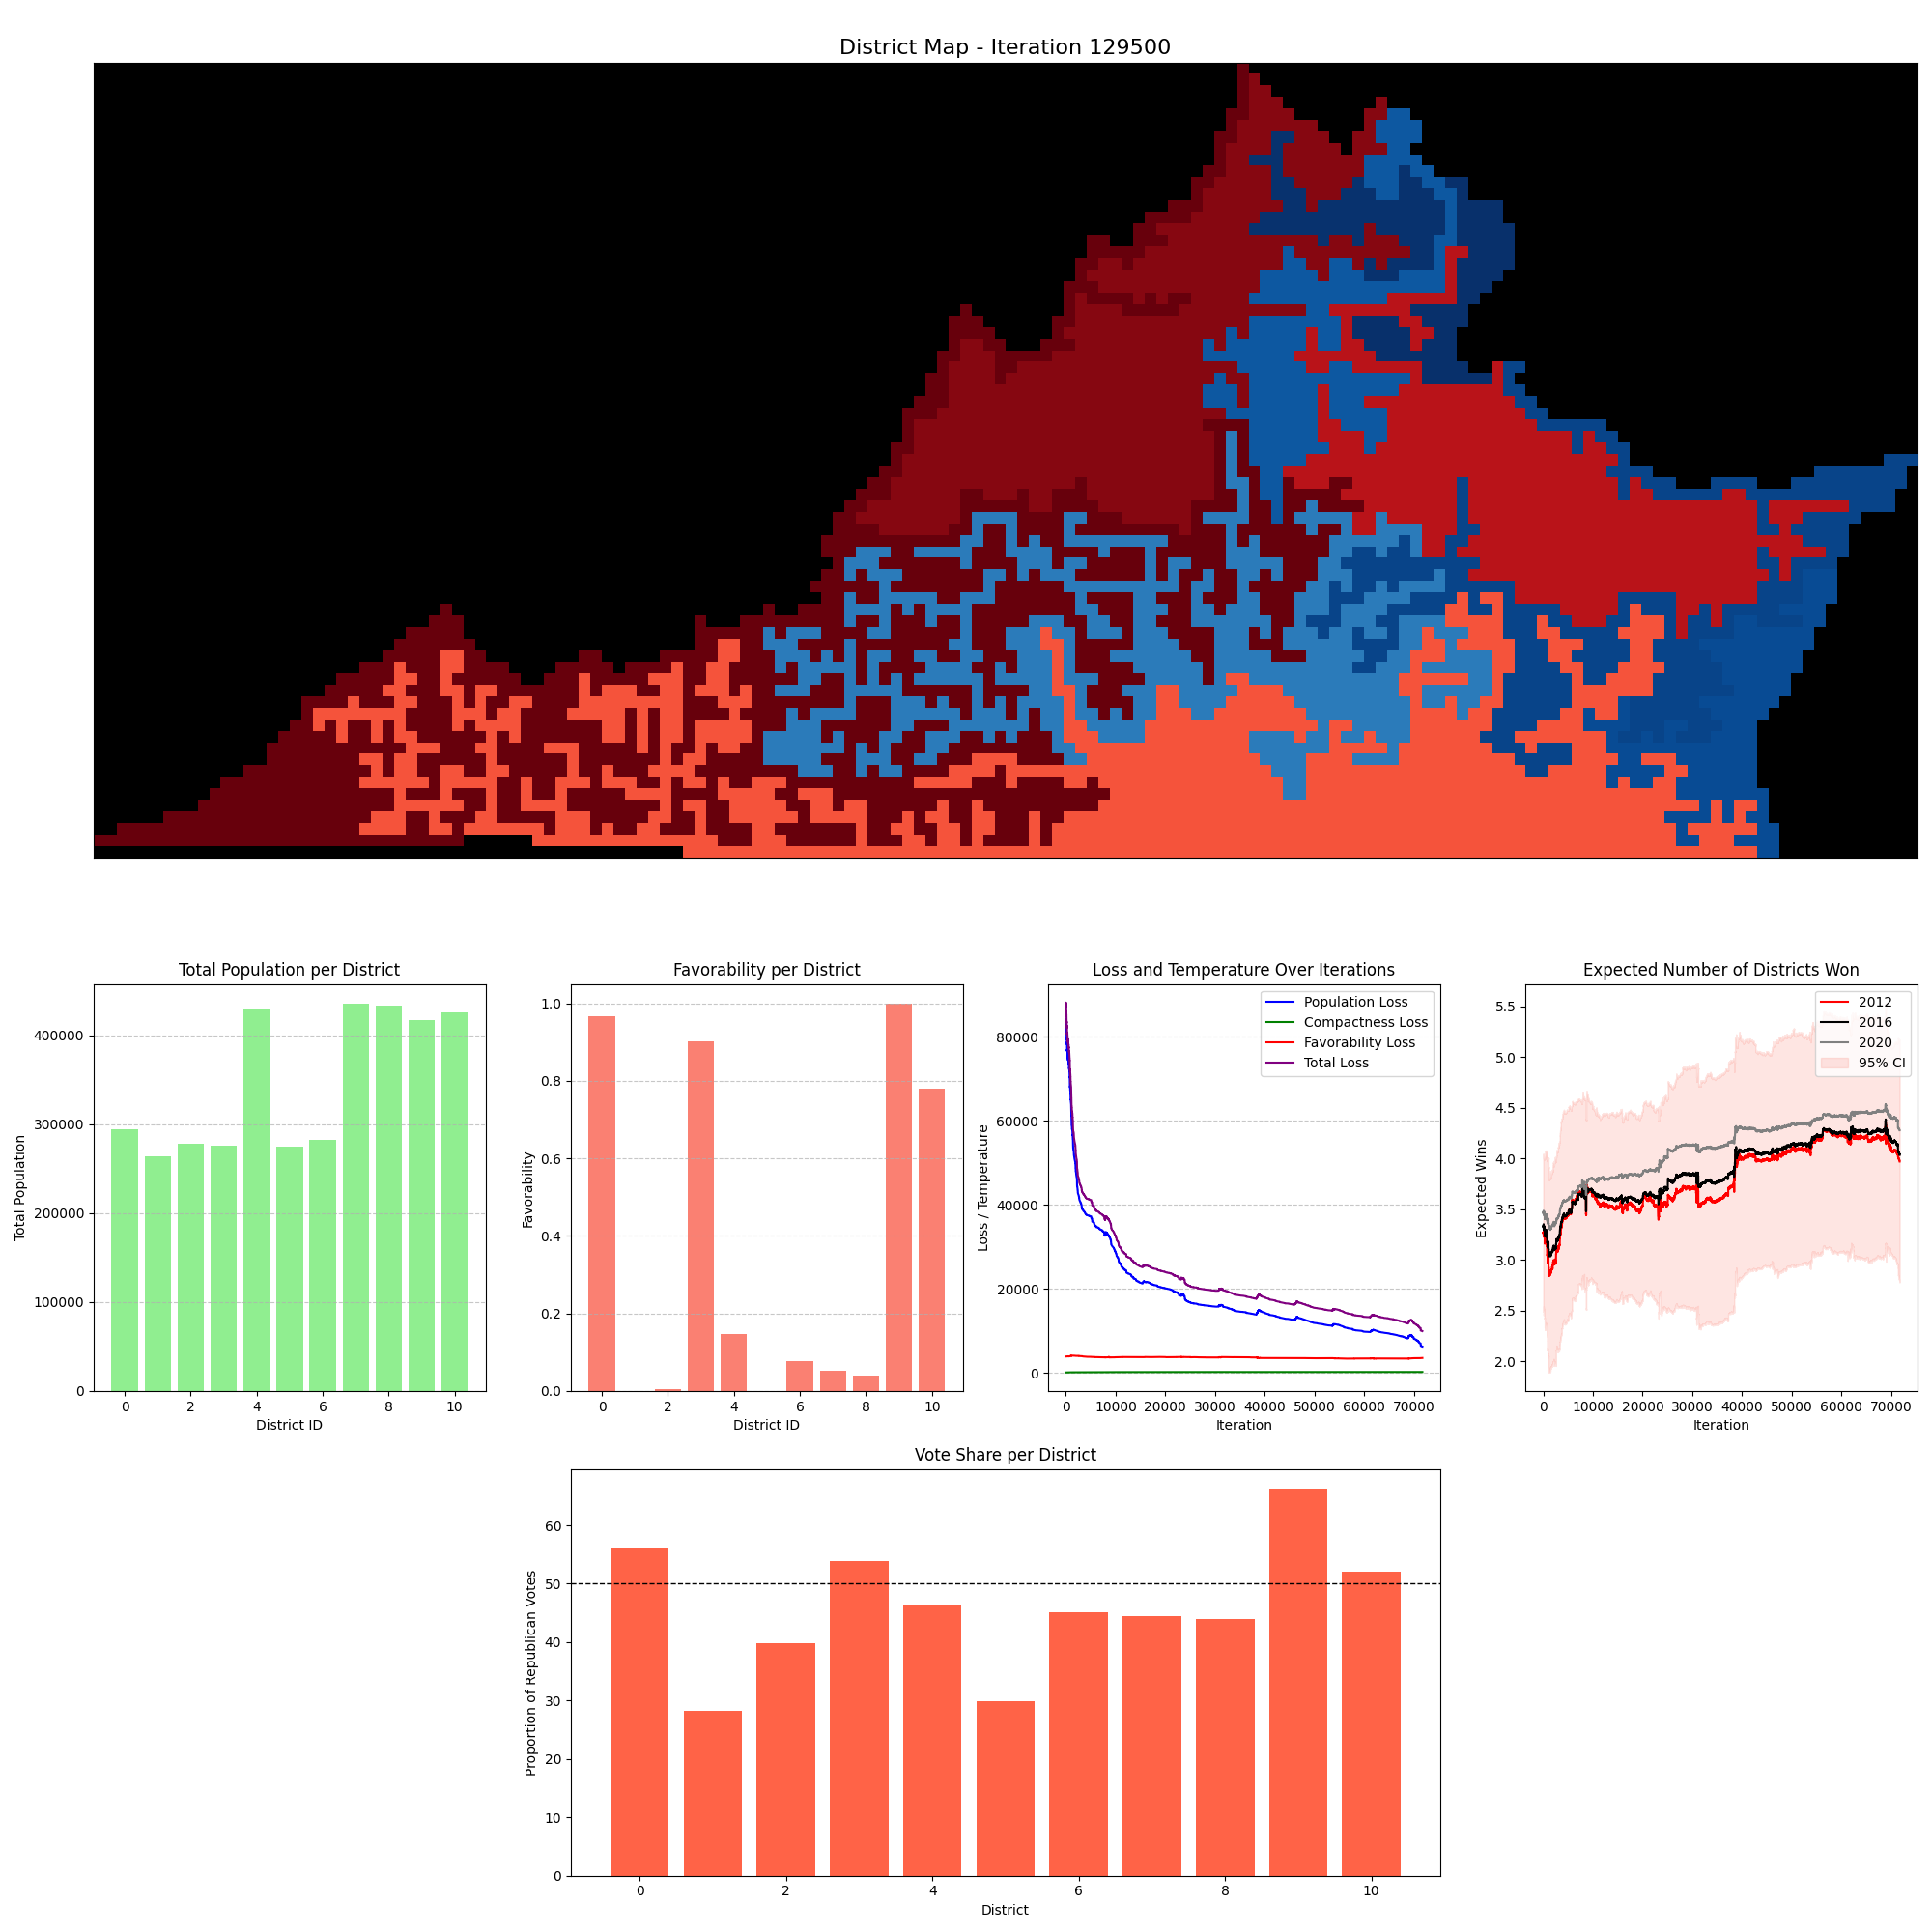 District Map - Iteration 129500
Total Population per District
Total Population
400000
300000
200000
100000
0
0 2 4 6 8 10
District ID
Favorability per District
Favorability
1.0
0.8
0.6
0.4
0.2
0.0
0 2 4 6 8 10
District ID
Loss and Temperature Over Iterations
Loss / Temperature
80000
60000
40000
20000
0
Population Loss
Compactness Loss
Favorability Loss
Total Loss
0 10000 20000 30000 40000 50000 60000 70000
Iteration
Expected Number of Districts Won
Expected Wins
5.5
5.0
4.5
4.0
3.5
3.0
2.5
2.0
2012
2016
2020
95% CI
0 10000 20000 30000 40000 50000 60000 70000
Iteration
Vote Share per District
Proportion of Republican Votes
60
50
40
30
20
10
0
0 2 4 6 8 10
District